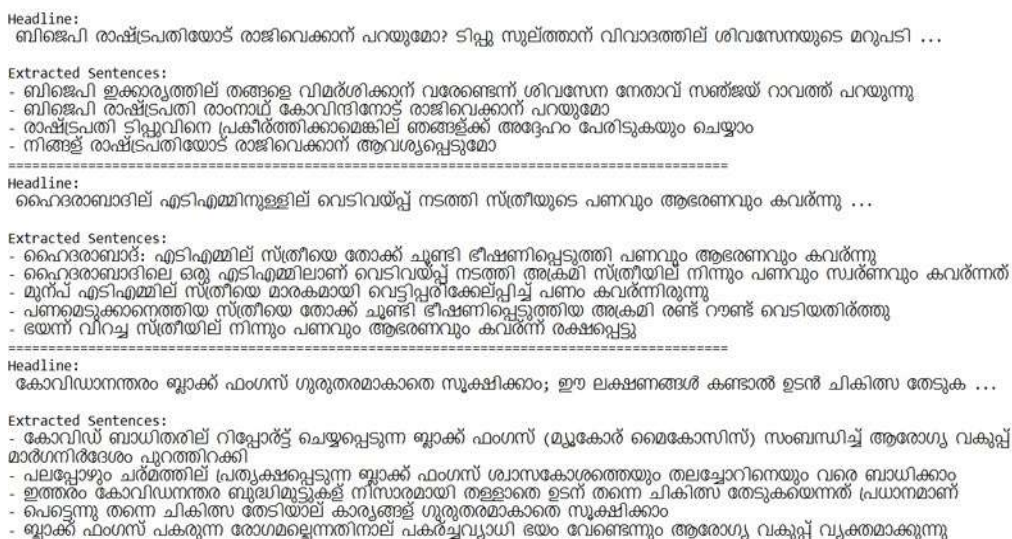 Headline:
ബിജെപി രാഷ്ട്രപതിയോട് രാജിവെക്കാന് പറയുമോ? ടിപ്പു സുല്ത്താന് വിവാദത്തില് ശിവസേനയുടെ മറുപടി ...
Extracted Sentences:
- ബിജെപി ഇക്കാര്യത്തില് തങ്ങളെ വിമര്ശിക്കാന് വരേണ്ടെന്ന് ശിവസേന നേതാവ് സഞ്ജയ് റാവത്ത് പറയുന്നു
- ബിജെപി രാഷ്ട്രപതി രാംനാഥ് കോവിന്ദിനോട് രാജിവെക്കാന് പറയുമോ
- രാഷ്ട്രപതി ടിപ്പുവിനെ പ്രകീര്ത്തിക്കാമെങ്കില് ഞങ്ങള്ക്ക് അദ്ദേഹം പേരിടുകയും ചെയ്യാം
- നിങ്ങള് രാഷ്ട്രപതിയോട് രാജിവെക്കാന് ആവശ്യപ്പെടുമോ
==========================================================================================
Headline:
ഹൈദരാബാദില് എടിഎമ്മിനുള്ളില് വെടിവയ്പ്പ് നടത്തി സ്ത്രീയുടെ പണവും ആഭരണവും കവര്ന്നു ...
Extracted Sentences:
- ഹൈദരാബാദ്: എടിഎമ്മില് സ്ത്രീയെ തോക്ക് ചൂണ്ടി ഭീഷണിപ്പെടുത്തി പണവും ആഭരണവും കവര്ന്നു
- ഹൈദരാബാദിലെ ഒരു എടിഎമ്മിലാണ് വെടിവയ്പ്പ് നടത്തി അക്രമി സ്ത്രീയില് നിന്നും പണവും സ്വര്ണവും കവര്ന്നത്
- മുന്പ് എടിഎമ്മില് സ്ത്രീയെ മാരകമായി വെട്ടിപ്പരിക്കേല്പ്പിച്ച് പണം കവര്ന്നിരുന്നു
- പണമെടുക്കാനെത്തിയ സ്ത്രീയെ തോക്ക് ചൂണ്ടി ഭീഷണിപ്പെടുത്തിയ അക്രമി രണ്ട് റൗണ്ട് വെടിയതിര്ത്തു
- ഭയന്ന് വിറച്ച സ്ത്രീയില് നിന്നും പണവും ആഭരണവും കവര്ന്ന് രക്ഷപ്പെട്ടു
==========================================================================================
Headline:
കോവിഡാനന്തരം ബ്ലാക്ക് ഫംഗസ് ഗുരുതരമാകാതെ സൂക്ഷിക്കാം; ഈ ലക്ഷണങ്ങൾ കണ്ടാൽ ഉടൻ ചികിത്സ തേടുക ...
Extracted Sentences:
- കോവിഡ് ബാധിതരില് റിപ്പോര്ട്ട് ചെയ്യപ്പെടുന്ന ബ്ലാക്ക് ഫംഗസ് (മ്യൂകോര് മൈകോസിസ്) സംബന്ധിച്ച് ആരോഗ്യ വകുപ്പ്
മാര്ഗനിര്ദേശം പുറത്തിറക്കി
- പലപ്പോഴും ചര്മത്തില് പ്രത്യക്ഷപ്പെടുന്ന ബ്ലാക്ക് ഫംഗസ് ശ്വാസകോശത്തെയും തലച്ചോറിനെയും വരെ ബാധിക്കാം
- ഇത്തരം കോവിഡനന്തര ബുദ്ധിമുട്ടുകള് നിസാരമായി തള്ളാതെ ഉടന് തന്നെ ചികിത്സ തേടുകയെന്നത് പ്രധാനമാണ്
- പെട്ടെന്നു തന്നെ ചികിത്സ തേടിയാല് കാര്യങ്ങള് ഗുരുതരമാകാതെ സൂക്ഷിക്കാം
- ബ്ലാക്ക് ഫംഗസ് പകരുന്ന രോഗമല്ലെന്നതിനാല് പകര്ച്ചവ്യാധി ഭയം വേണ്ടെന്നും ആരോഗ്യ വകുപ്പ് വ്യക്തമാക്കുന്നു